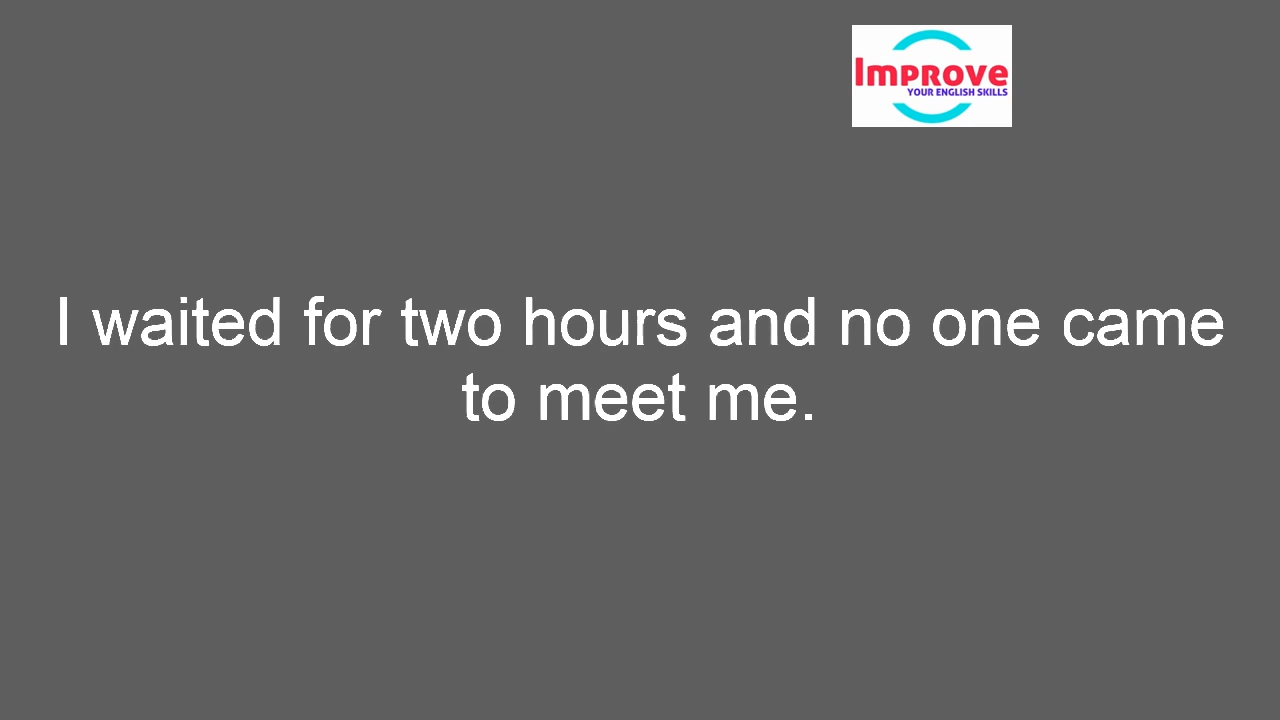 Improve
YOUR ENGLISH SKILLS
I waited for two hours and no one came
to meet me.